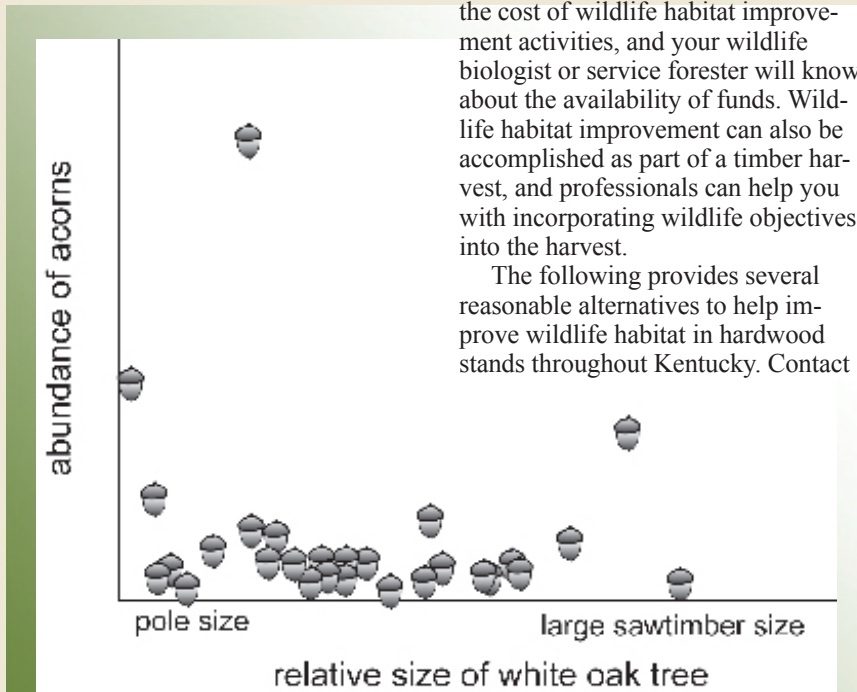 the cost of wildlife habitat improve-
ment activities, and your wildlife
biologist or service forester will know
about the availability of funds. Wild-
life habitat improvement can also be
accomplished as part of a timber har-
vest, and professionals can help you
with incorporating wildlife objectives
into the harvest.
The following provides several
reasonable alternatives to help im-
prove wildlife habitat in hardwood
stands throughout Kentucky. Contact
abundance of acorns
pole size
large sawtimber size
relative size of white oak tree